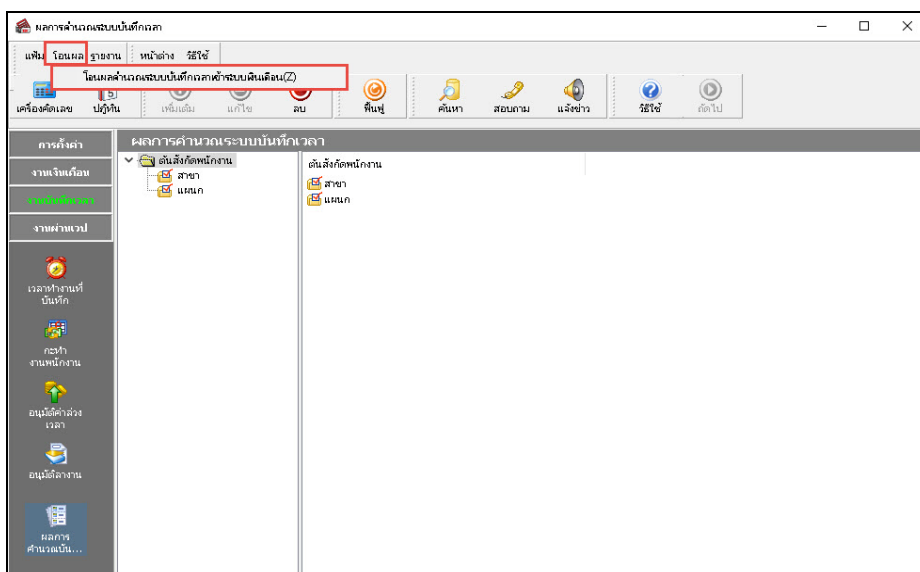 ผลการคำนวณระบบบันทึกเวลา
แฟ้ม โอนผล รายงาน หน้าต่าง วิธีใช้
โอนผลคำนวณระบบบันทึกเวลาเข้าระบบเงินเดือน(Z)
เครื่องคิดเลข ปฏิทิน เพิ่มเติม แก้ไข ลบ ฟื้นฟู ค้นหา สอบถาม แจ้งข่าว วิธีใช้ ถัดไป
การตั้งค่า
งานเงินเดือน
งานบันทึกเวลา
งานผ่านเวป
เวลาทำงานที่
บันทึก
กะทำ
งานพนักงาน
อนุมัติค่าล่วง
เวลา
อนุมัติลางาน
ผลการ
คำนวณบัน...
ผลการคำนวณระบบบันทึกเวลา
ต้นสังกัดพนักงาน
สาขา
แผนก
ต้นสังกัดพนักงาน
สาขา
แผนก